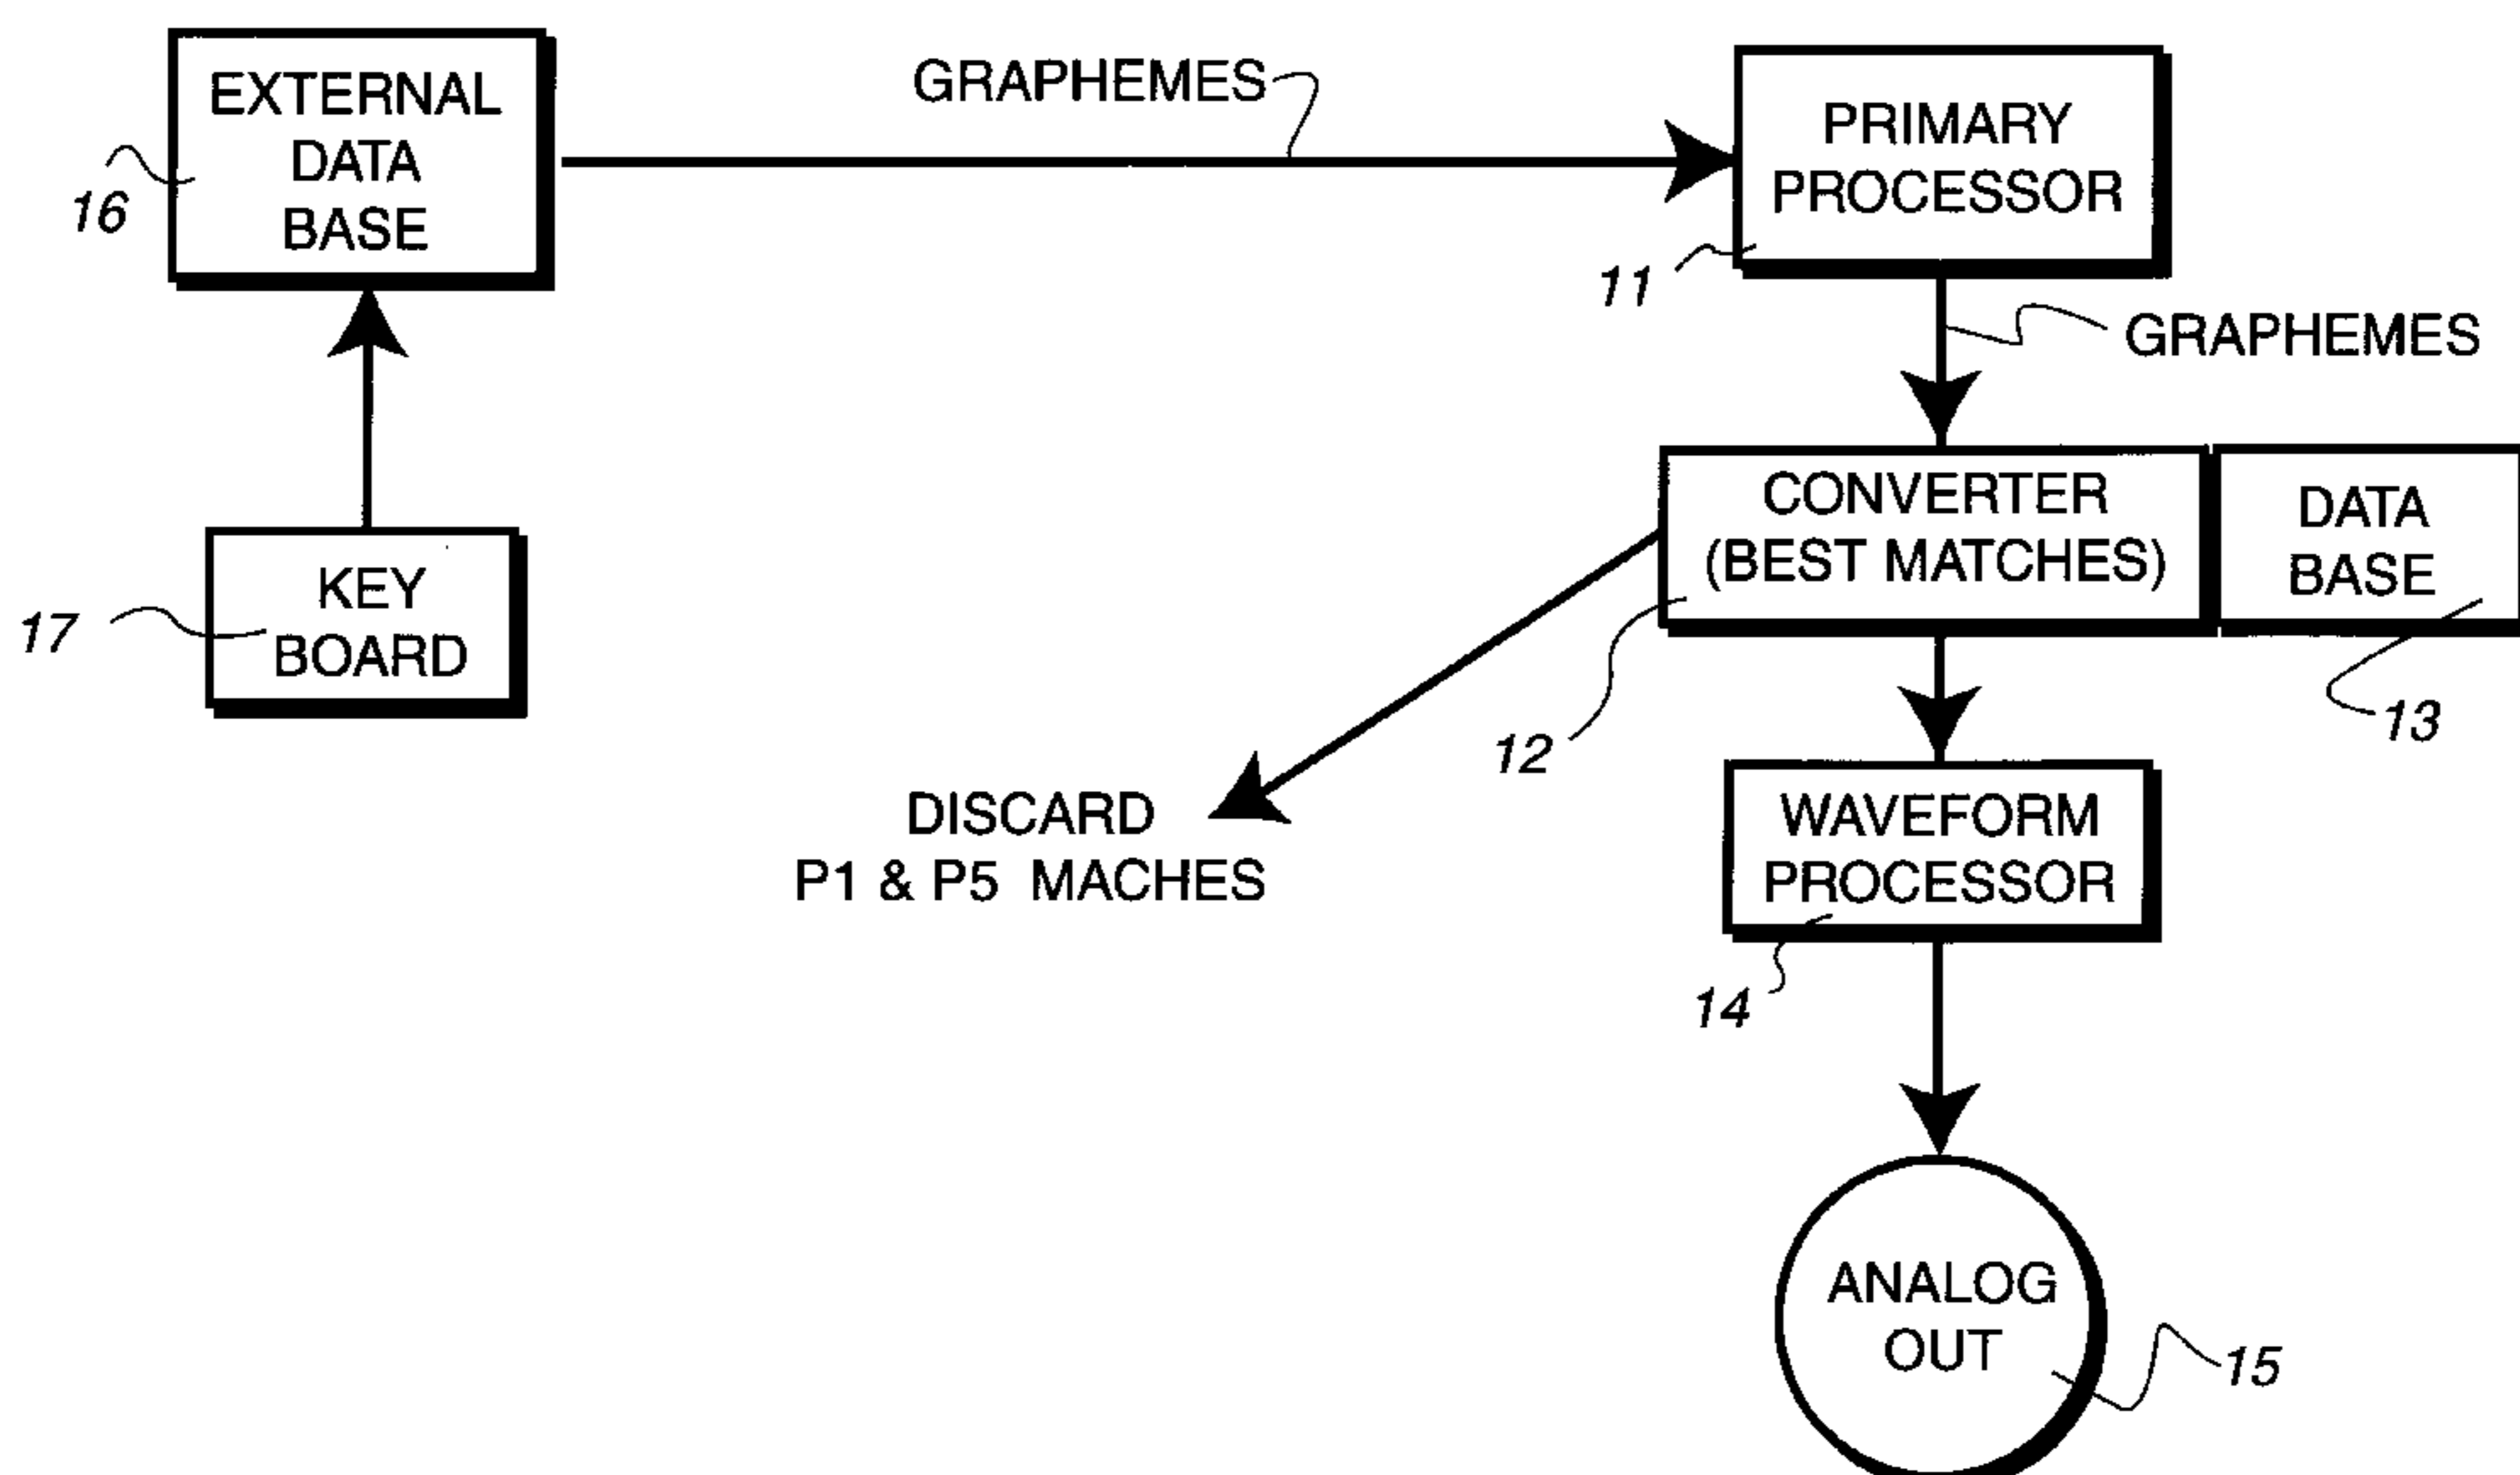 EXTERNAL
DATA
BASE
16
GRAPHEMES
PRIMARY
PROCESSOR
11
GRAPHEMES
KEY
BOARD
17
CONVERTER
(BEST MATCHES)
12
DATA
BASE
13
DISCARD
P1 & P5 MACHES
WAVEFORM
PROCESSOR
14
ANALOG
OUT
15